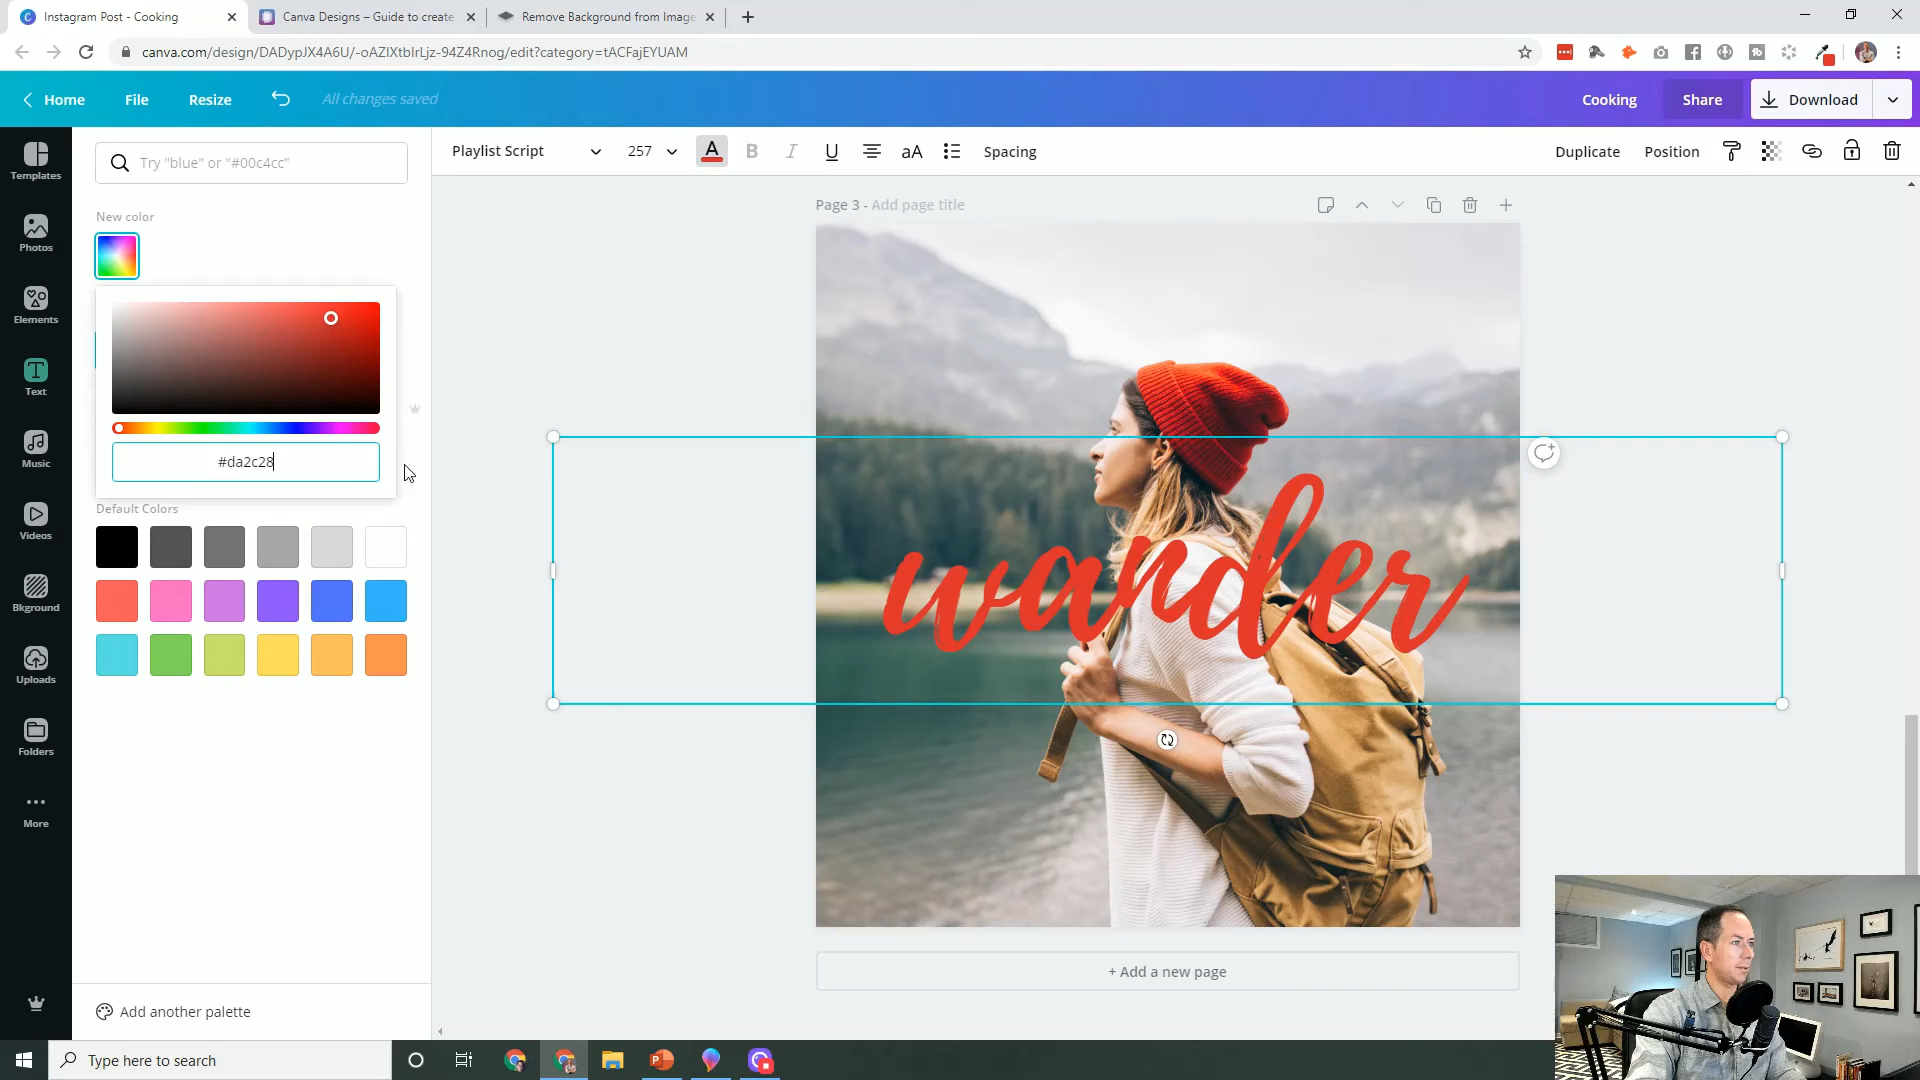 Instagram Post - Cooking
Canva Designs – Guide to create
Remove Background from Image
canva.com/design/DADypJX4A6U/-oAZlXtblrLjz-94Z4Rnog/edit?category=tACFajEYUAM
Home
File
Resize
All changes saved
Cooking
Share
Download
Templates
Photos
Elements
Text
Music
Videos
Bkground
Uploads
Folders
More
Try "blue" or "#00c4cc"
New color
#da2c28
Default Colors
Add another palette
Playlist Script
257
A
B
I
U
aA
Spacing
Duplicate
Position
Page 3 - Add page title
wander
+ Add a new page
Type here to search